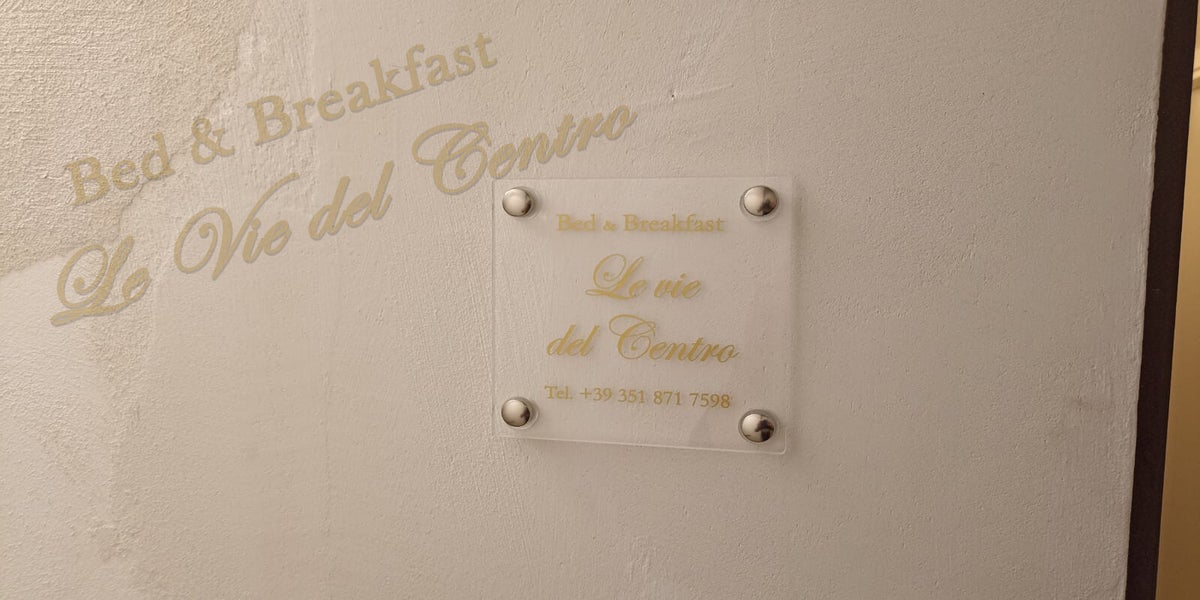 Bed & Breakfast
Le Vie del Centro
Bed & Breakfast
Le vie
del Centro
Tel. +39 351 871 7598